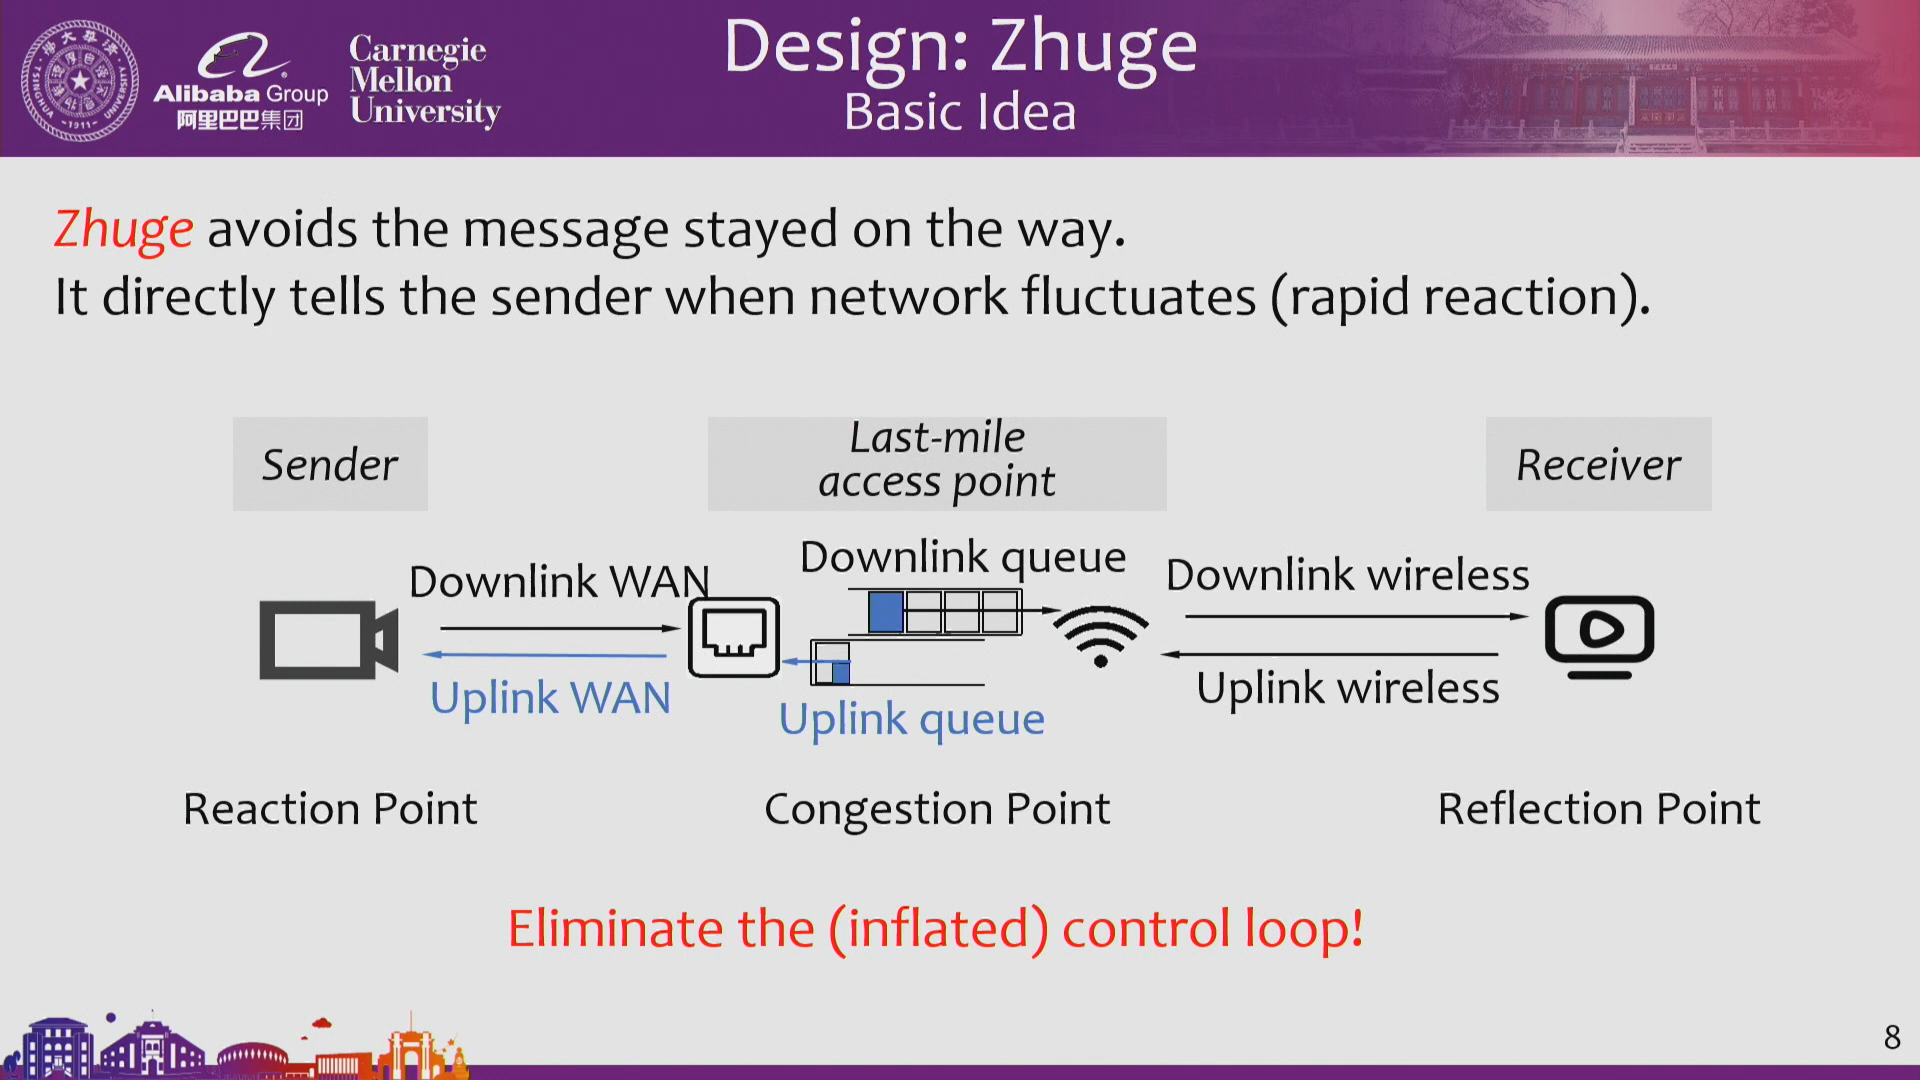 Carnegie
Mellon
University
Alibaba Group
阿里巴巴集团
TSINGHUA UNIVERSITY
-1911-
Design: Zhuge
Basic Idea
Zhuge avoids the message stayed on the way.
It directly tells the sender when network fluctuates (rapid reaction).
Sender
Last-mile
access point
Receiver
Downlink WAN
Downlink queue
Downlink wireless
Uplink WAN
Uplink queue
Uplink wireless
Reaction Point
Congestion Point
Reflection Point
Eliminate the (inflated) control loop!
8